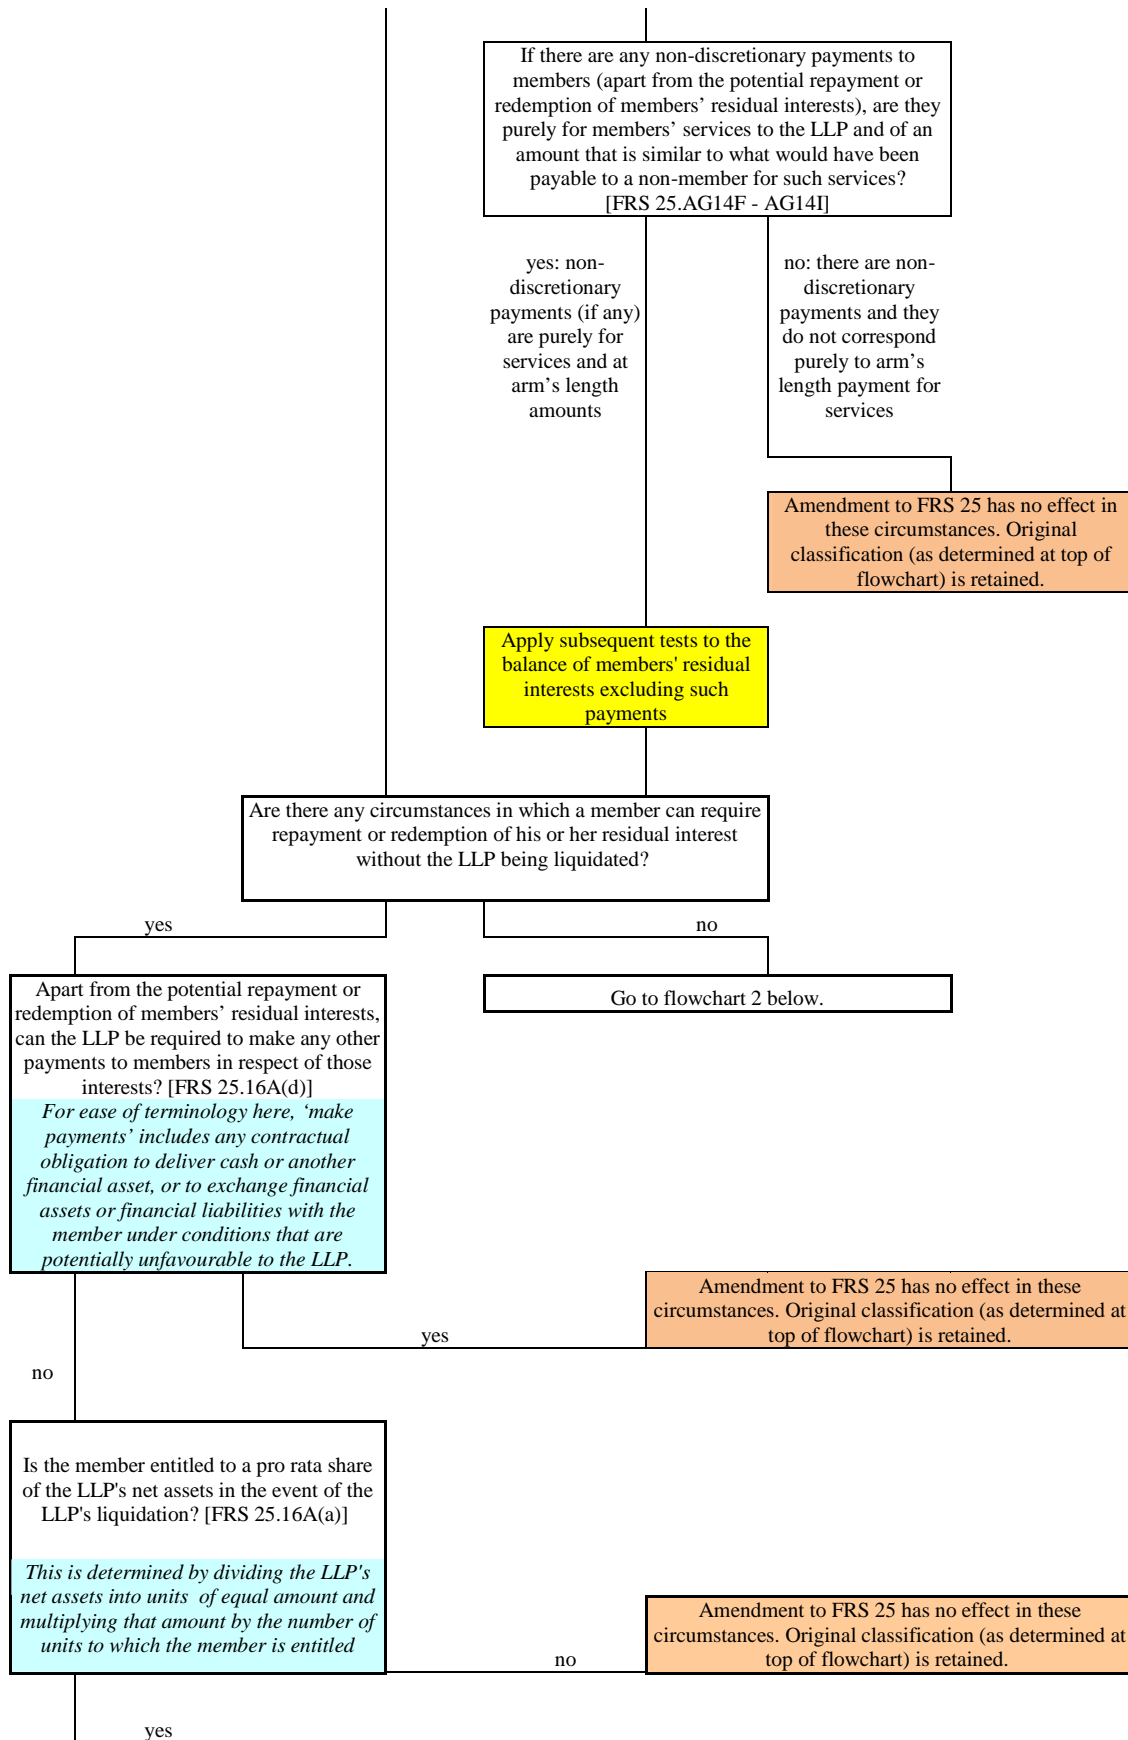 If there are any non-discretionary payments to
members (apart from the potential repayment or
redemption of members’ residual interests), are they
purely for members’ services to the LLP and of an
amount that is similar to what would have been
payable to a non-member for such services?
[FRS 25.AG14F - AG14I]
yes: non-
discretionary
payments (if any)
are purely for
services and at
arm’s length
amounts
no: there are non-
discretionary
payments and they
do not correspond
purely to arm’s
length payment for
services
Amendment to FRS 25 has no effect in
these circumstances. Original
classification (as determined at top of
flowchart) is retained.
Apply subsequent tests to the
balance of members' residual
interests excluding such
payments
Are there any circumstances in which a member can require
repayment or redemption of his or her residual interest
without the LLP being liquidated?
yes
no
Apart from the potential repayment or
redemption of members’ residual interests,
can the LLP be required to make any other
payments to members in respect of those
interests? [FRS 25.16A(d)]
For ease of terminology here, ‘make
payments’ includes any contractual
obligation to deliver cash or another
financial asset, or to exchange financial
assets or financial liabilities with the
member under conditions that are
potentially unfavourable to the LLP.
Go to flowchart 2 below.
Amendment to FRS 25 has no effect in these
circumstances. Original classification (as determined at
top of flowchart) is retained.
yes
no
Is the member entitled to a pro rata share
of the LLP's net assets in the event of the
LLP's liquidation? [FRS 25.16A(a)]
This is determined by dividing the LLP's
net assets into units of equal amount and
multiplying that amount by the number of
units to which the member is entitled
Amendment to FRS 25 has no effect in these
circumstances. Original classification (as determined at
top of flowchart) is retained.
no
yes